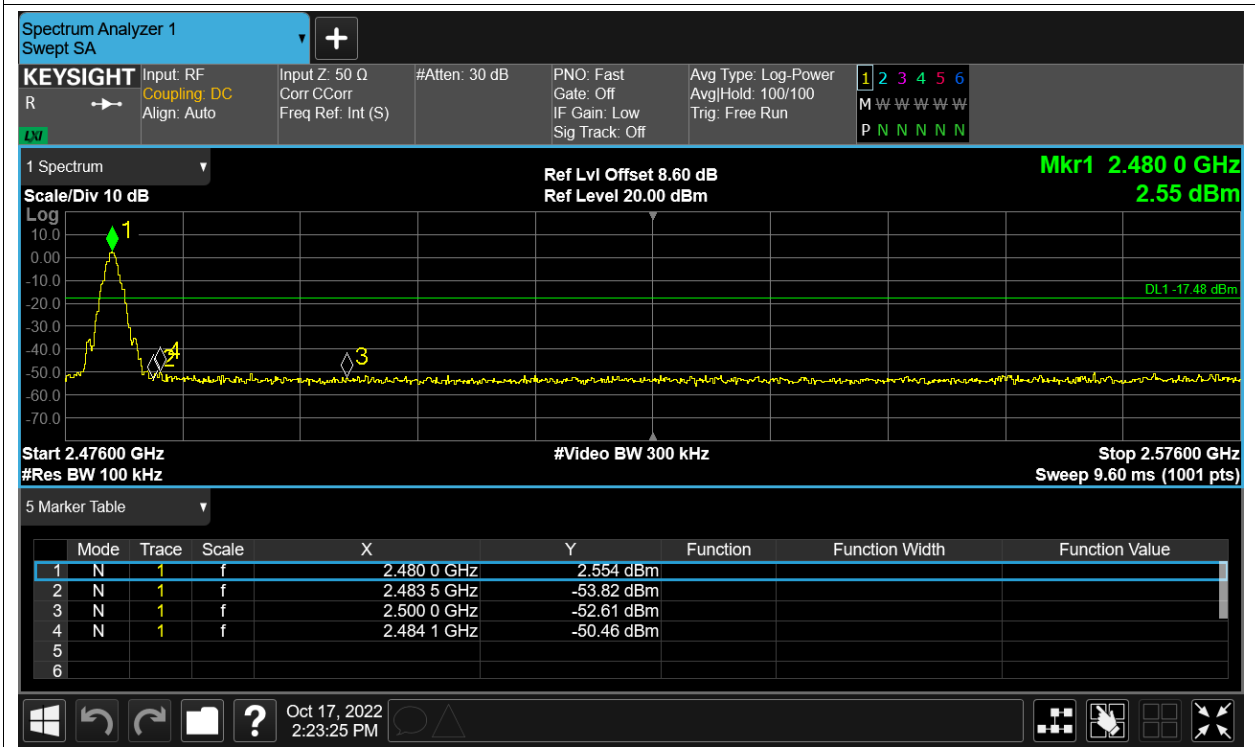 Spectrum Analyzer 1
Swept SA
KEYSIGHT Input: RF Input Z: 50 Ω #Atten: 30 dB PNO: Fast Avg Type: Log-Power 1 2 3 4 5 6
R Coupling: DC Corr CCorr Gate: Off Avg|Hold: 100/100 M W W W W W
Align: Auto Freq Ref: Int (S) IF Gain: Low Trig: Free Run
LXI Sig Track: Off P N N N N N
1 Spectrum Ref Lvl Offset 8.60 dB Mkr1 2.480 0 GHz
Scale/Div 10 dB Ref Level 20.00 dBm 2.55 dBm
Log
1
10.0
0.00
-10.0
DL1 -17.48 dBm
-20.0
-30.0
-40.0
2 4 3
-50.0
-60.0
-70.0
Start 2.47600 GHz #Video BW 300 kHz Stop 2.57600 GHz
#Res BW 100 kHz Sweep 9.60 ms (1001 pts)
5 Marker Table
Mode Trace Scale X Y Function Function Width Function Value
1 N 1 f 2.480 0 GHz 2.554 dBm
2 N 1 f 2.483 5 GHz -53.82 dBm
3 N 1 f 2.500 0 GHz -52.61 dBm
4 N 1 f 2.484 1 GHz -50.46 dBm
5
6
? Oct 17, 2022
2:23:25 PM